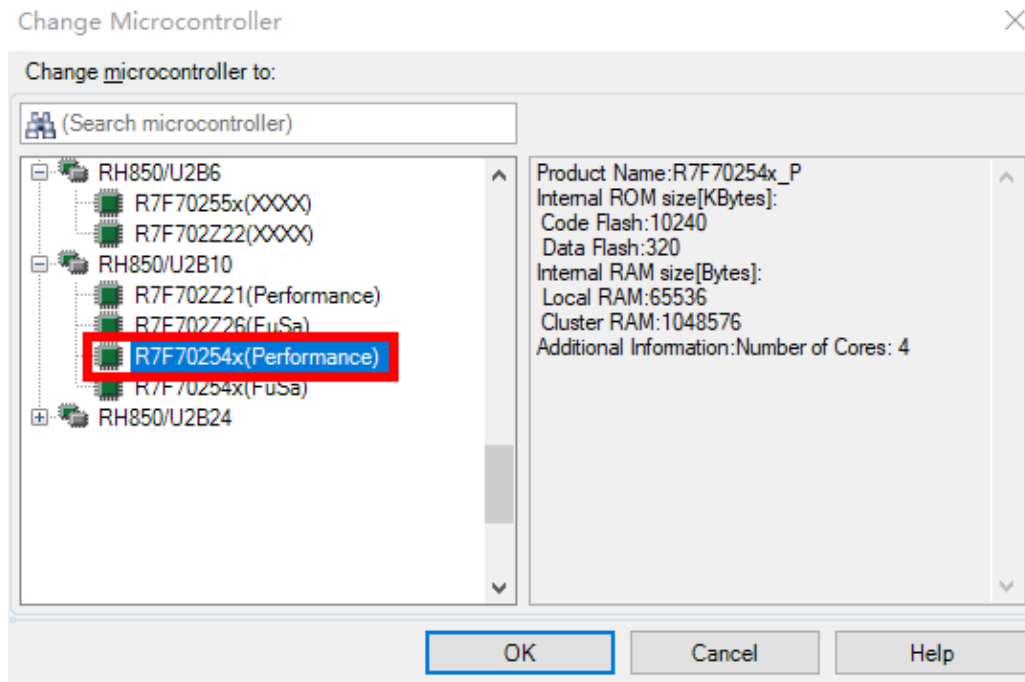 Change Microcontroller
Change microcontroller to:
(Search microcontroller)
RH850/U2B6
R7F70255x(XXXX)
R7F702Z22(XXXX)
RH850/U2B10
R7F702Z21(Performance)
R7F702Z26(FuSa)
R7F70254x(Performance)
R7F70254x(FuSa)
RH850/U2B24
Product Name:R7F70254x_P
Internal ROM size[KBytes]:
Code Flash:10240
Data Flash:320
Internal RAM size[Bytes]:
Local RAM:65536
Cluster RAM:1048576
Additional Information:Number of Cores: 4
OK
Cancel
Help